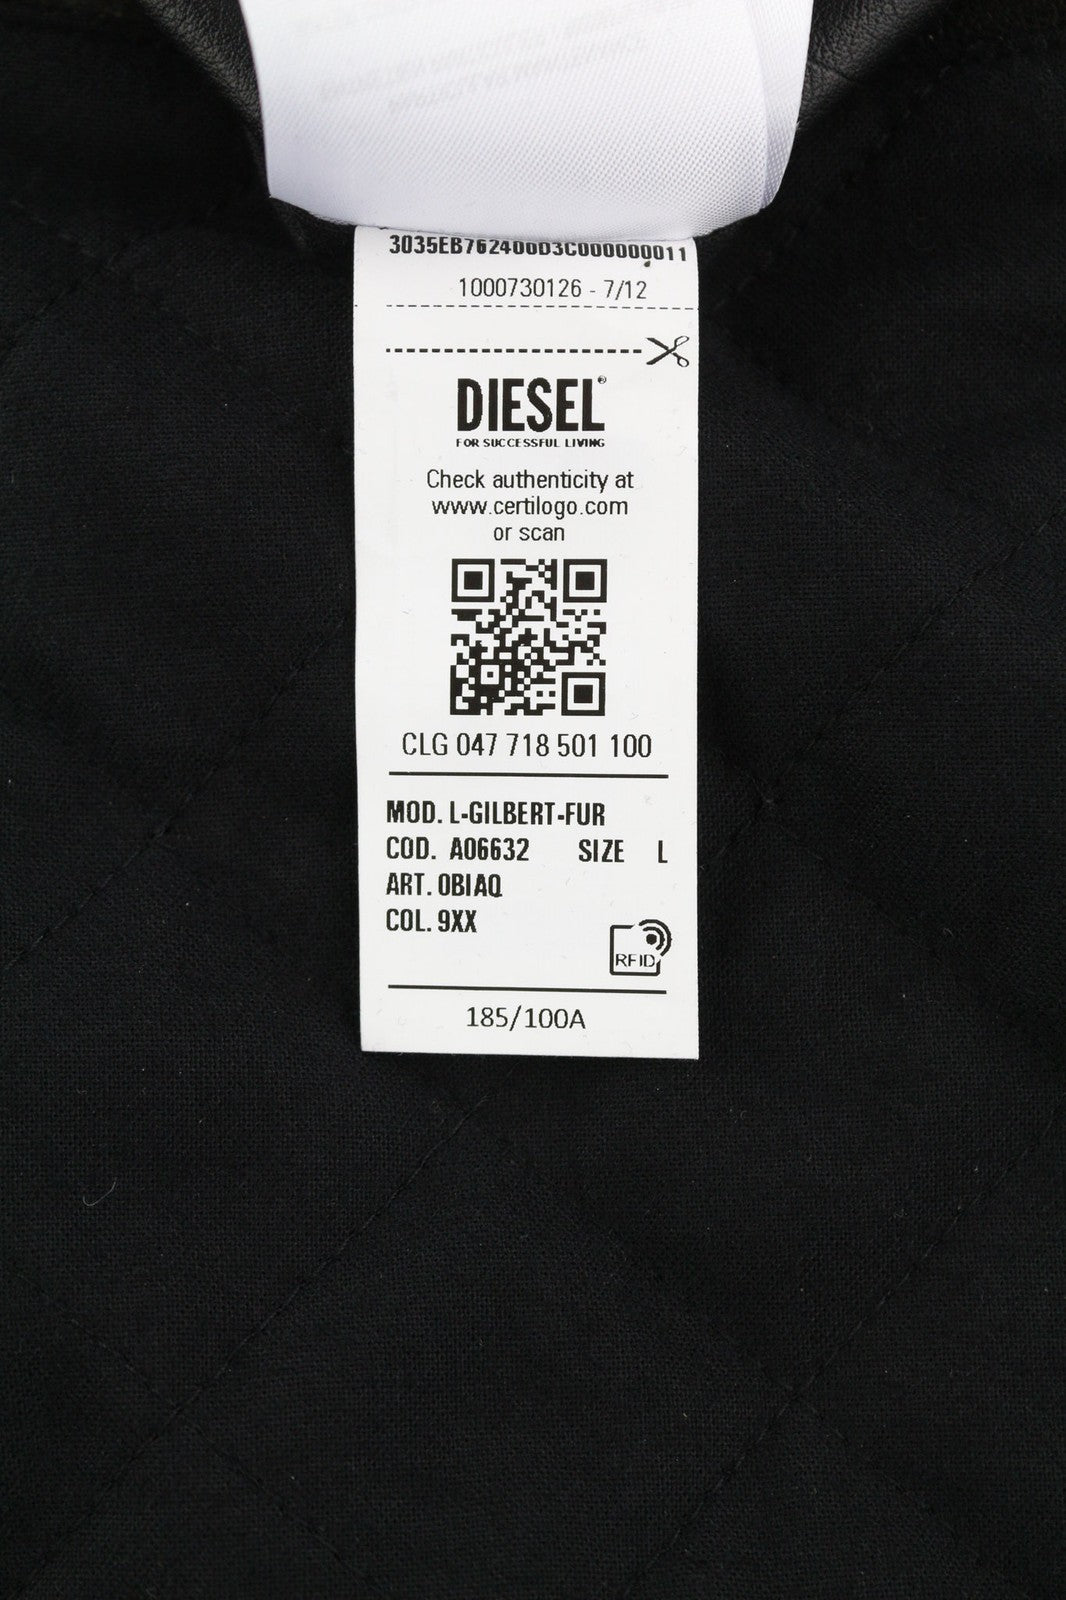 3035EB762400D3C000000011
1000730126 - 7/12
DIESEL®
FOR SUCCESSFUL LIVING
Check authenticity at
www.certilogo.com
or scan
CLG 047 718 501 100
MOD. L-GILBERT-FUR
COD. A06632 SIZE L
ART. 0BIAQ
COL. 9XX
RFID
185/100A